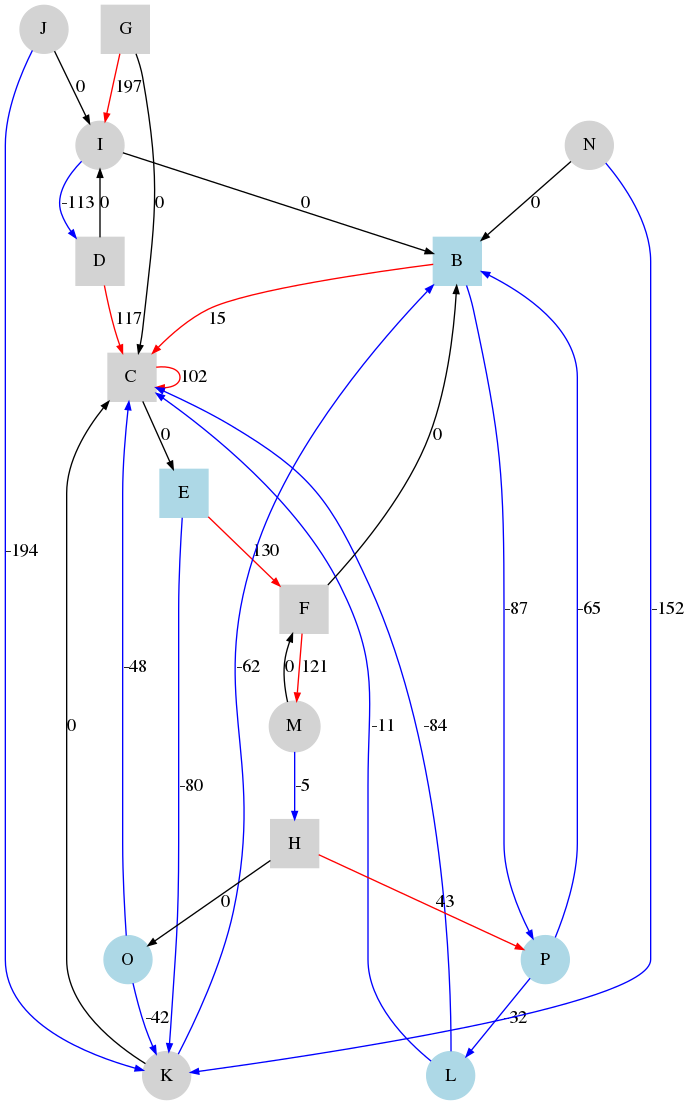 J G
0 197
I N
-113 0 0 0 0
D B
117 15
C 102
0 0
E
-194 130
F -87 -65 -152
-48 -62 0 121
0 M -11 -84
-80 -5
H
0 43
O P
-42 -32
K L